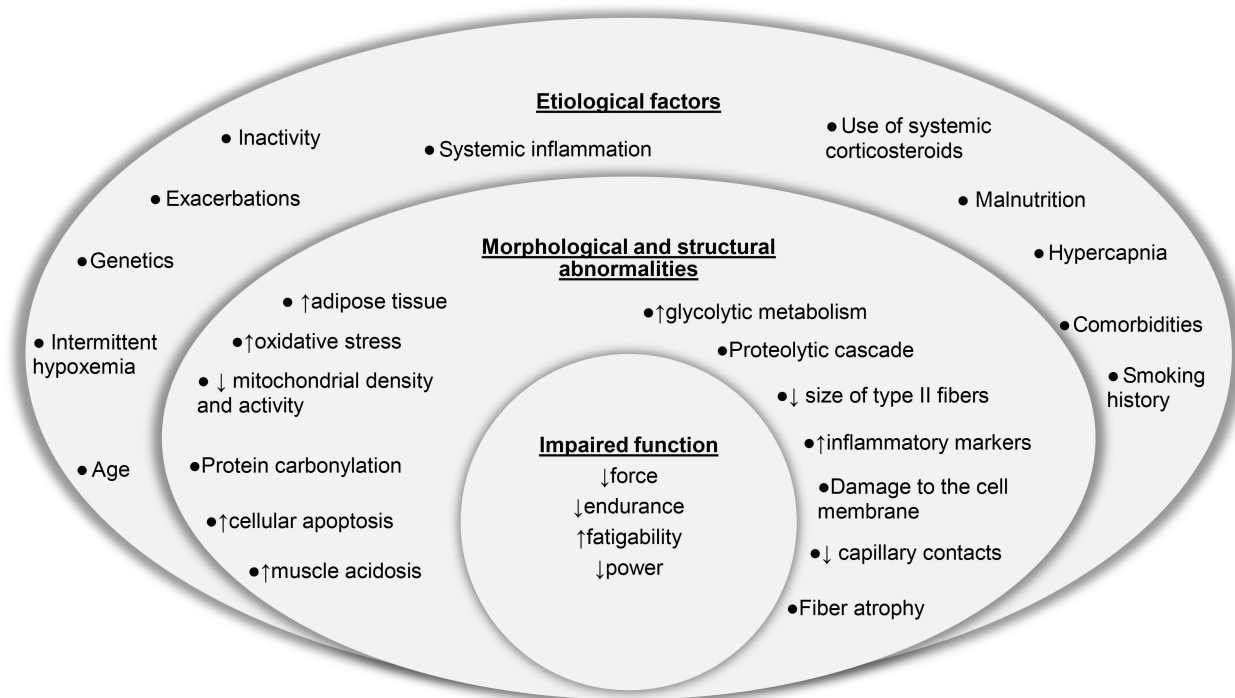 Etiological factors
● Inactivity
● Systemic inflammation
● Use of systemic
corticosteroids
● Exacerbations
● Malnutrition
●Genetics
●Hypercapnia
● Intermittent
hypoxemia
●Comorbidities
● Smoking
history
● Age
Morphological and structural
abnormalities
● ↑adipose tissue
●↑glycolytic metabolism
●↑oxidative stress
●Proteolytic cascade
● ↓ mitochondrial density
and activity
●↓ size of type II fibers
●↑inflammatory markers
●Protein carbonylation
●Damage to the cell
membrane
●↑cellular apoptosis
●↓ capillary contacts
●↑muscle acidosis
●Fiber atrophy
Impaired function
↓force
↓endurance
↑fatigability
↓power